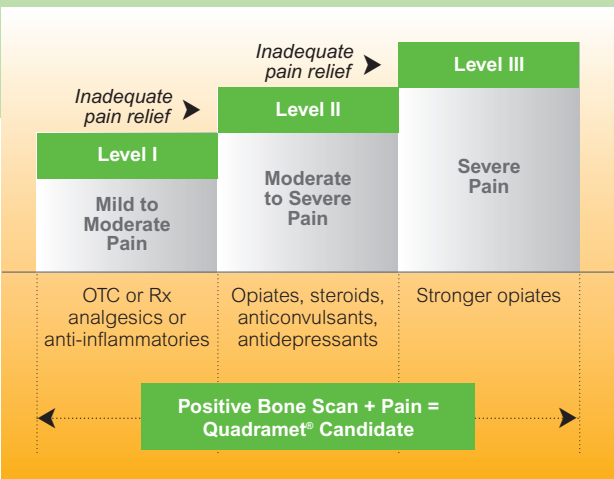 Inadequate
pain relief
Level III
Inadequate
pain relief
Level II
Level I
Severe
Pain
Moderate
to Severe
Pain
Mild to
Moderate
Pain
OTC or Rx
analgesics or
anti-inflammatories
Opiates, steroids,
anticonvulsants,
antidepressants
Stronger opiates
Positive Bone Scan + Pain =
Quadramet® Candidate